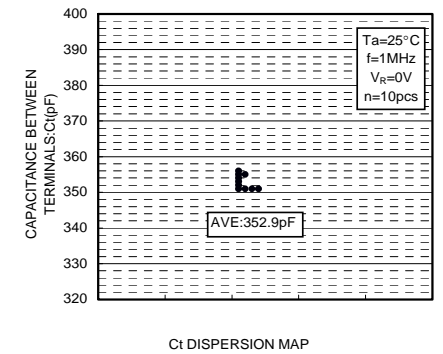 400
390
380
370
360
350
340
330
320
CAPACITANCE BETWEEN
TERMINALS:Ct(pF)
Ta=25°C
f=1MHz
VR=0V
n=10pcs
AVE:352.9pF
Ct DISPERSION MAP